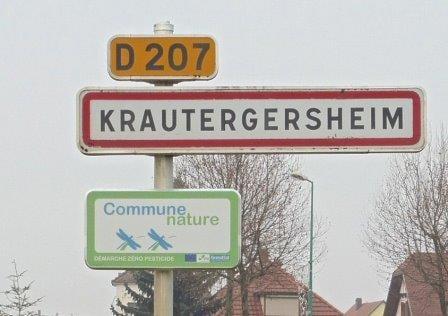 D 207
KRAUTERGERSHEIM
Commune
nature
DÉMARCHE ZÉRO PESTICIDE